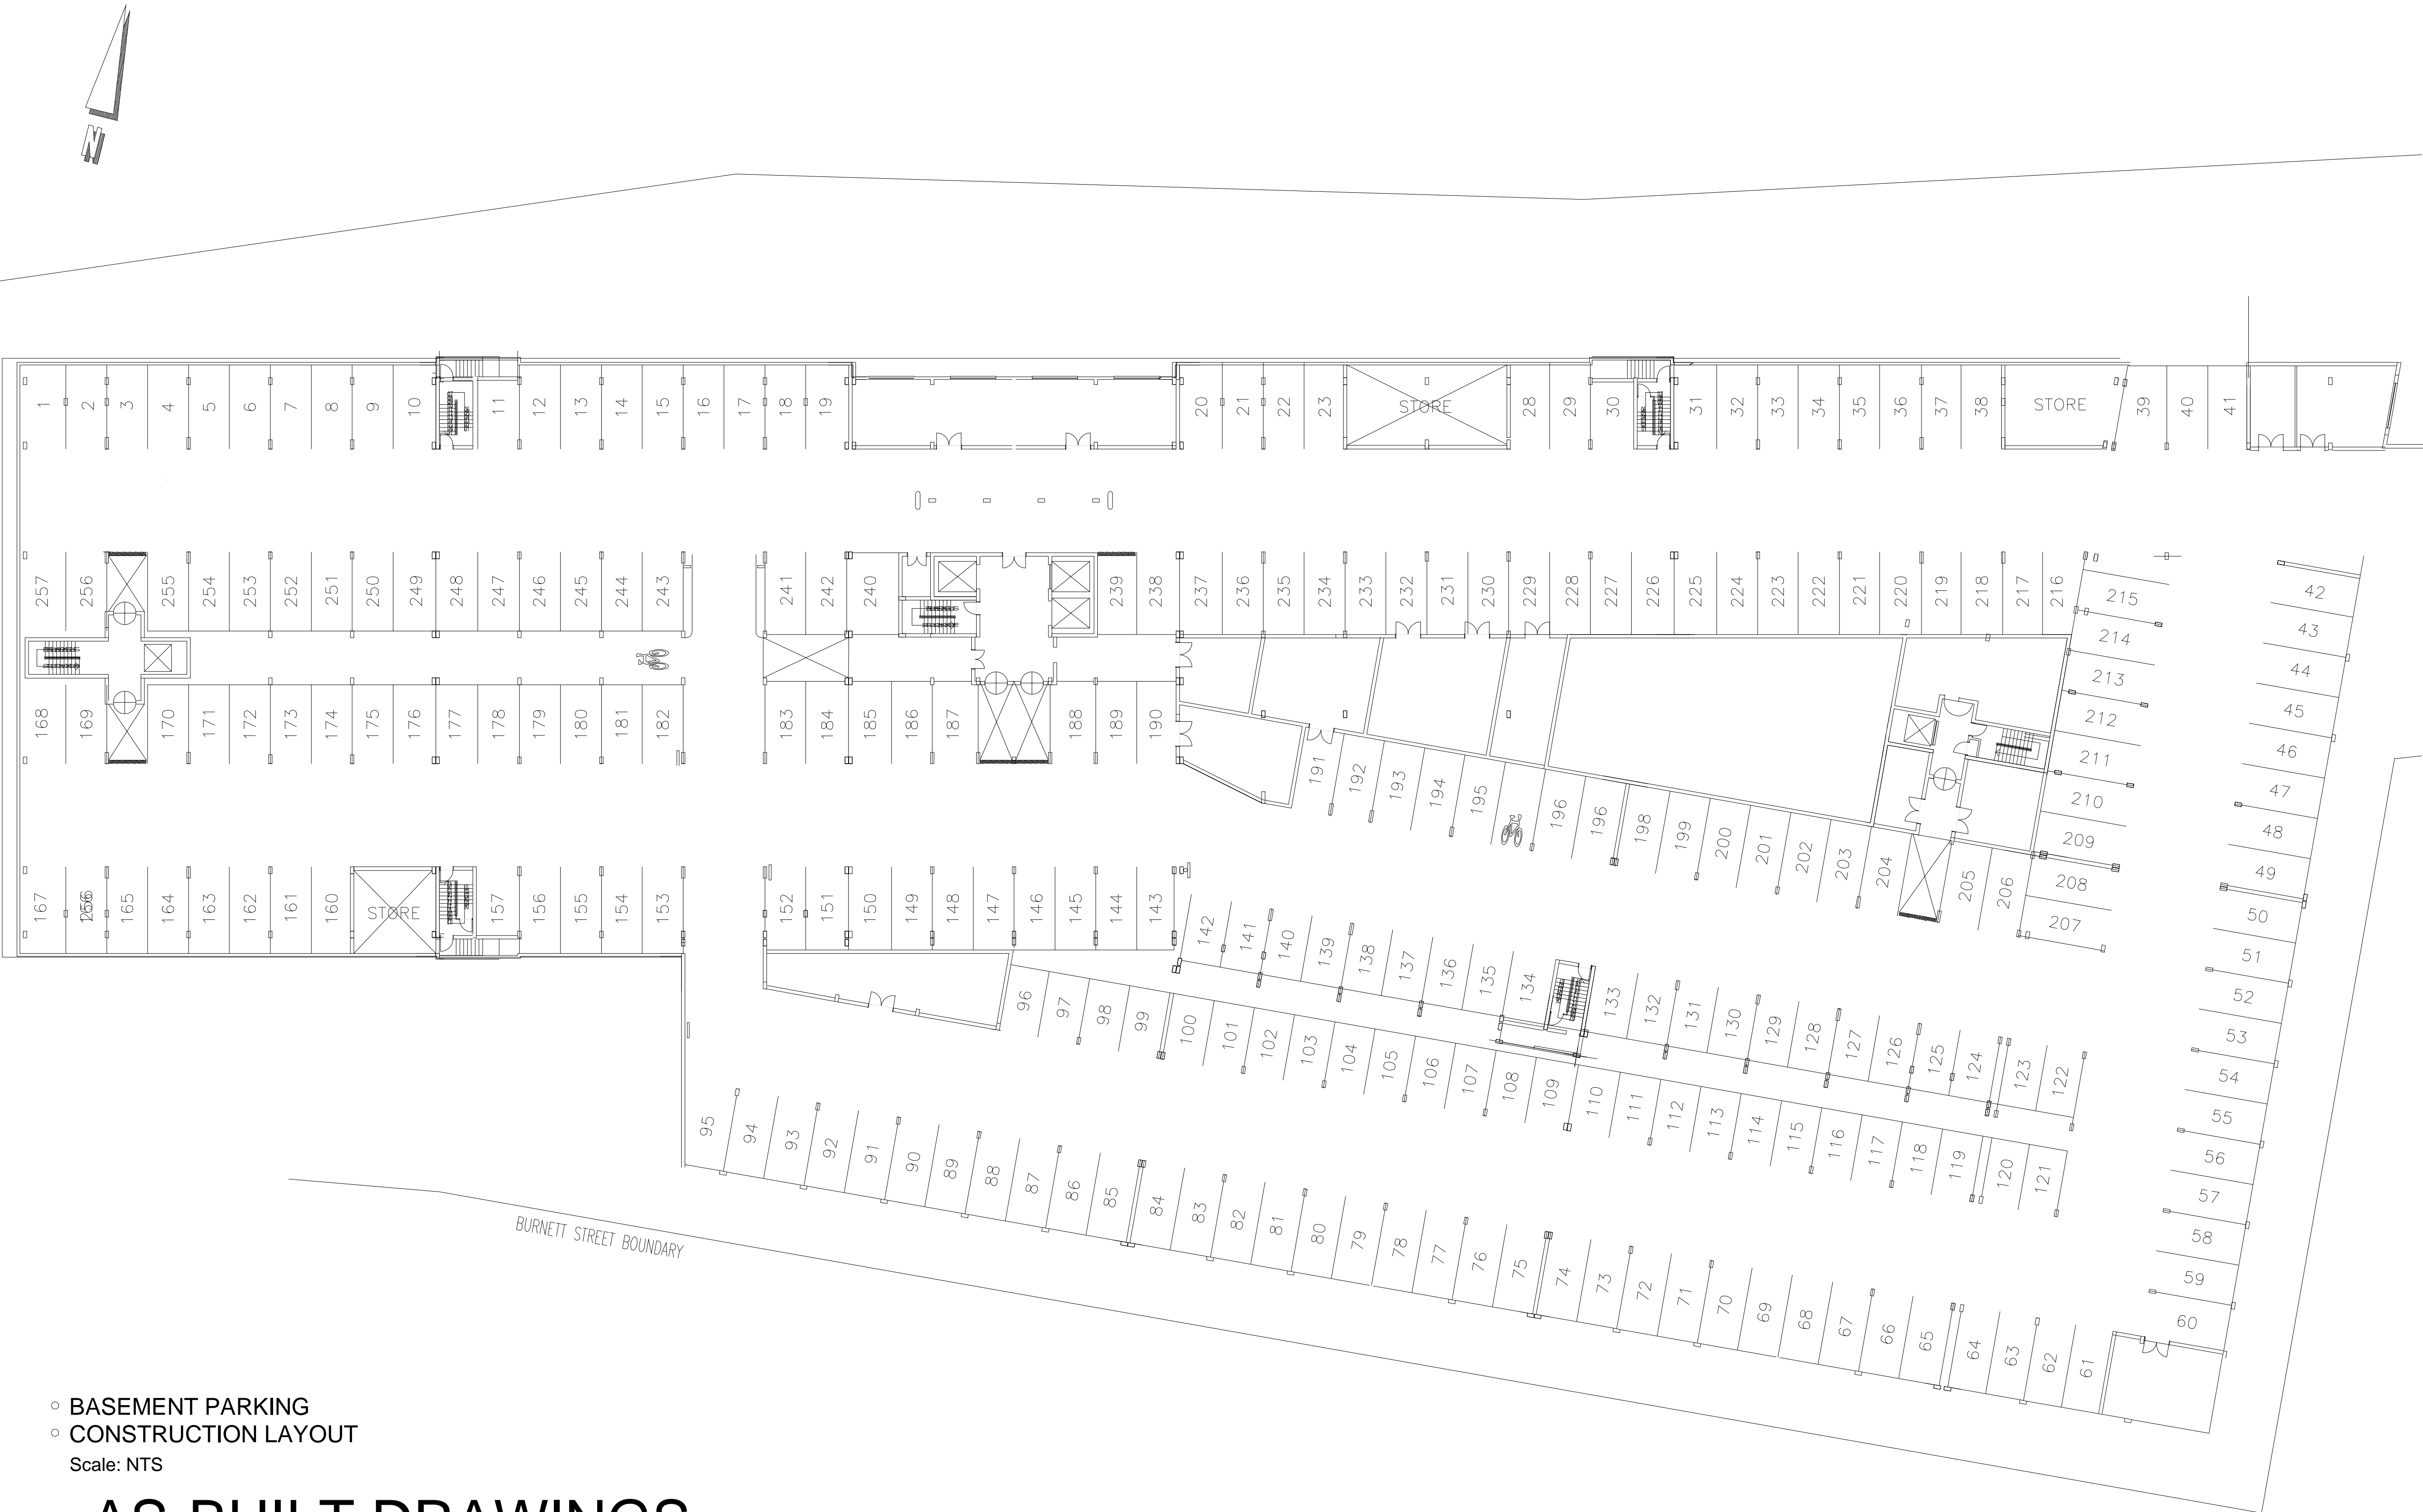 N
1 2 3 4 5 6 7 8 9 10 11 12 13 14 15 16 17 18 19 20 21 22 23 STORE 28 29 30 31 32 33 34 35 36 37 38 STORE 39 40 41
257 256 255 254 253 252 251 250 249 248 247 246 245 244 243 241 242 240 239 238 237 236 235 234 233 232 231 230 229 228 227 226 225 224 223 222 221 220 219 218 217 216
215
214
213
212
211
210
209
208
207
42
43
44
45
46
47
48
49
50
51
52
53
54
55
56
57
58
59
60
168 169 170 171 172 173 174 175 176 177 178 179 180 181 182 183 184 185 186 187 188 189 190
191 192 193 194 195 196 196 198 199 200 201 202 203 204 205 206
167 165 164 163 162 161 160 STORE 157 156 155 154 153 152 151 150 149 148 147 146 145 144 143
142 141 140 139 138 137 136 135 134 133 132 131 130 129 128 127 126 125 124 123 122
96 97 98 99 100 101 102 103 104 105 106 107 108 109 110 111 112 113 114 115 116 117 118 119 120 121
95 94 93 92 91 90 89 88 87 86 85 84 83 82 81 80 79 78 77 76 75 74 73 72 71 70 69 68 67 66 65 64 63 62 61
BURNETT STREET BOUNDARY
BASEMENT PARKING
CONSTRUCTION LAYOUT
Scale: NTS
AS BUILT DRAWINGS